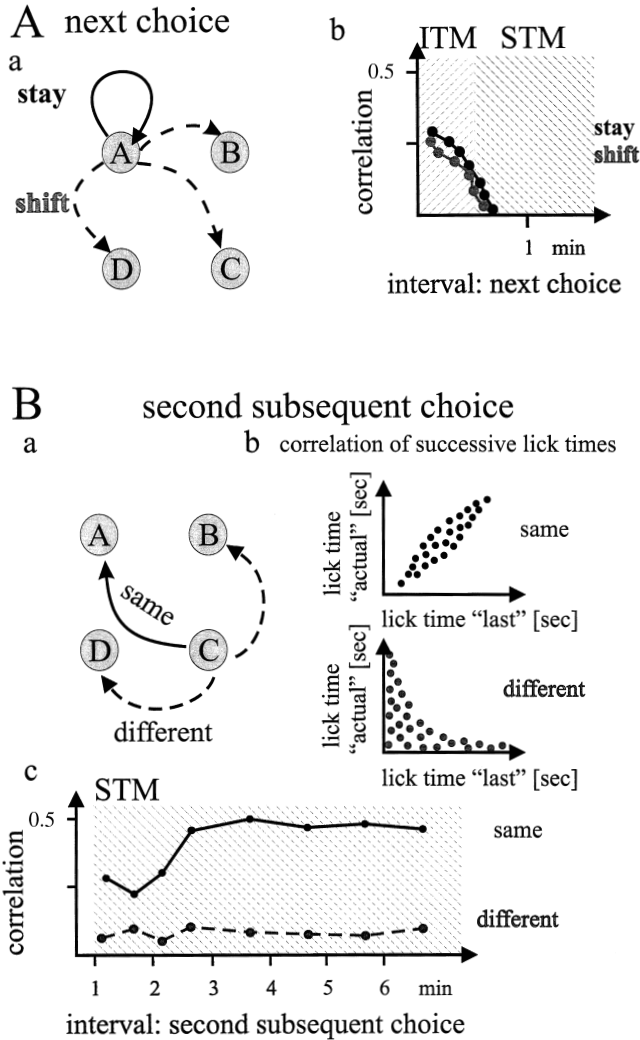 A next choice
a
stay
A
B
shift
D
C
b
ITM STM
0.5
correlation
stay
shift
1 min
interval: next choice
B second subsequent choice
a
A
B
same
D
C
different
b correlation of successive lick times
lick time
"actual" [sec]
same
lick time "last" [sec]
lick time
"actual" [sec]
different
lick time "last" [sec]
c
STM
0.5
correlation
same
different
1 2 3 4 5 6 min
interval: second subsequent choice